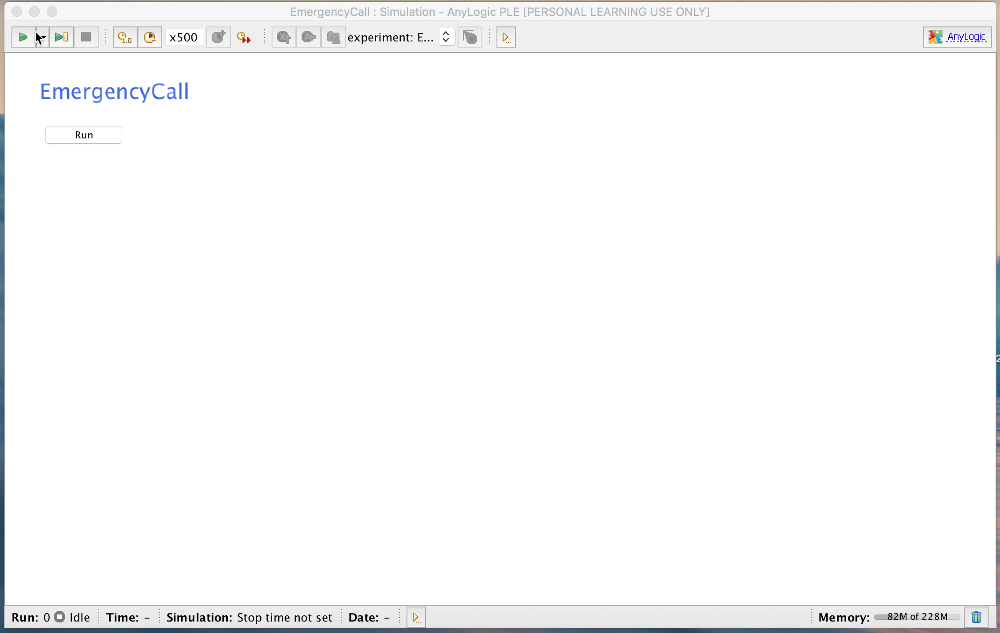 EmergencyCall : Simulation - AnyLogic PLE [PERSONAL LEARNING USE ONLY]
x500 experiment: E... AnyLogic
EmergencyCall
Run
Run: 0 Idle Time: - Simulation: Stop time not set Date: - Memory: 82M of 228M